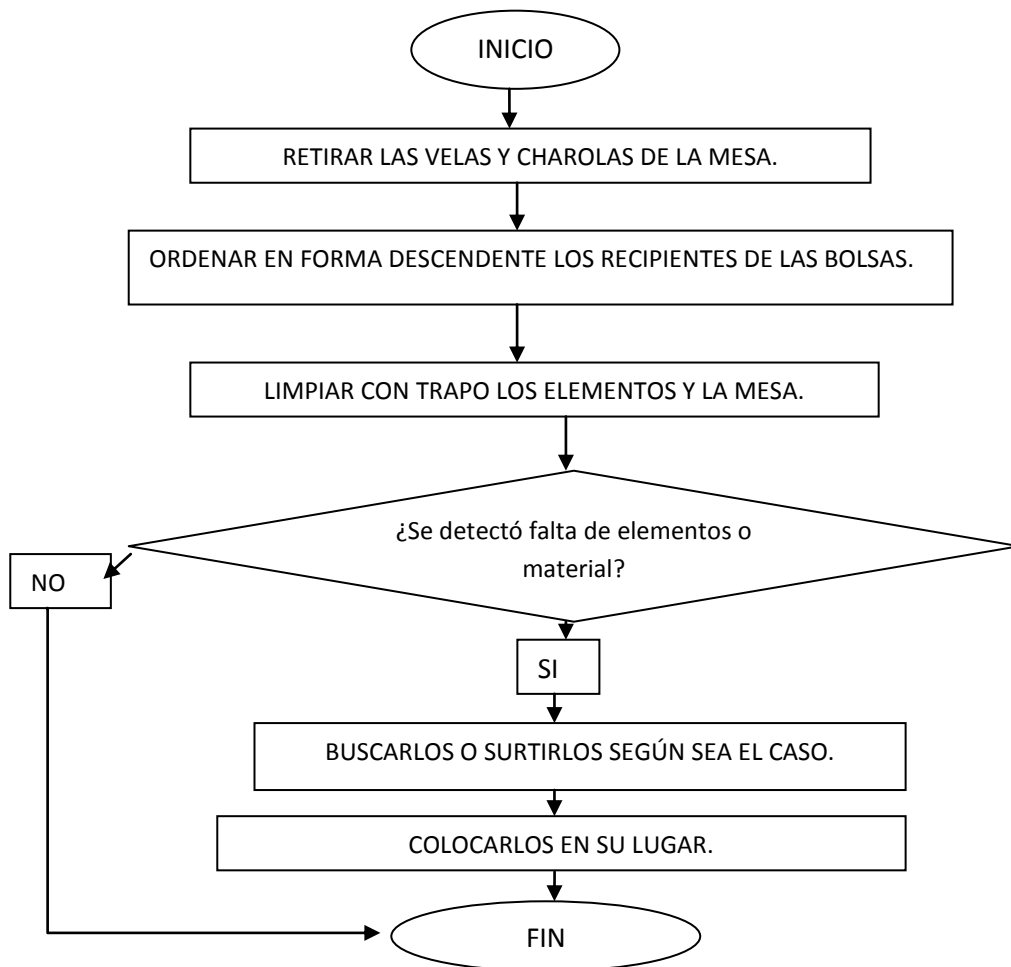 INICIO
RETIRAR LAS VELAS Y CHAROLAS DE LA MESA.
ORDENAR EN FORMA DESCENDENTE LOS RECIPIENTES DE LAS BOLSAS.
LIMPIAR CON TRAPO LOS ELEMENTOS Y LA MESA.
¿Se detectó falta de elementos o
material?
NO
SI
BUSCARLOS O SURTIRLOS SEGÚN SEA EL CASO.
COLOCARLOS EN SU LUGAR.
FIN